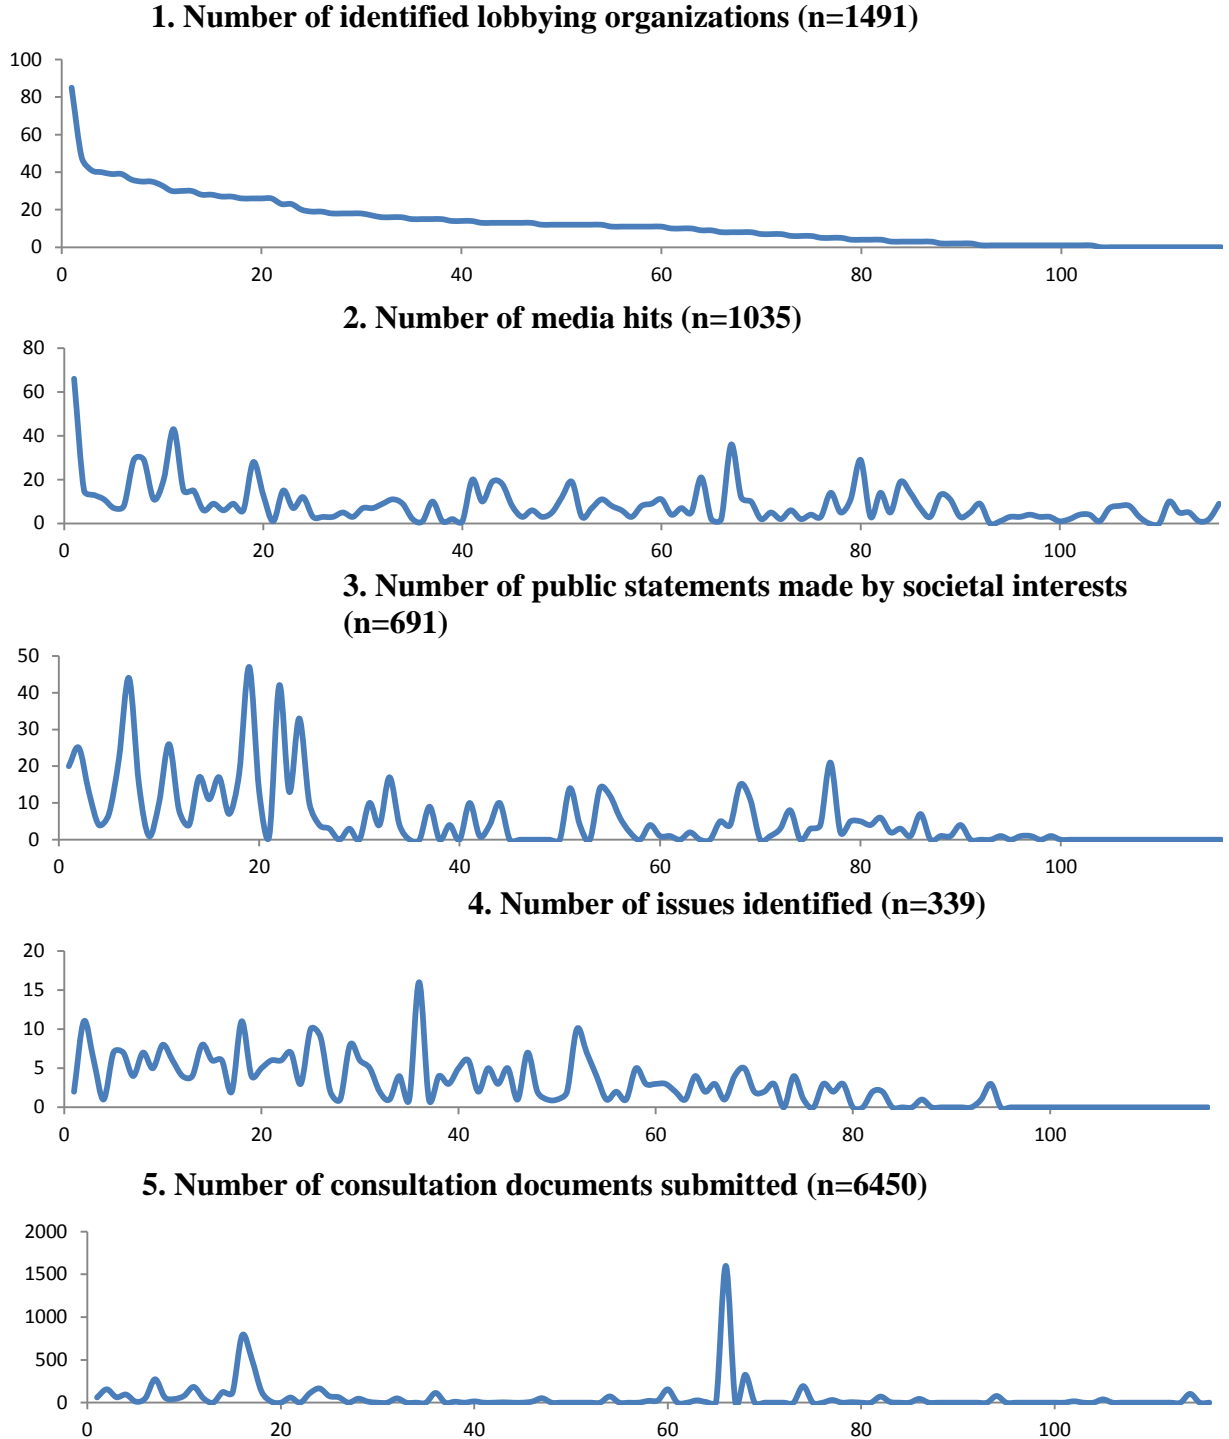 1. Number of identified lobbying organizations (n=1491)
100
80
60
40
20
0
0 20 40 60 80 100
2. Number of media hits (n=1035)
80
60
40
20
0
0 20 40 60 80 100
3. Number of public statements made by societal interests
(n=691)
50
40
30
20
10
0
0 20 40 60 80 100
4. Number of issues identified (n=339)
20
15
10
5
0
0 20 40 60 80 100
5. Number of consultation documents submitted (n=6450)
2000
1500
1000
500
0
0 20 40 60 80 100